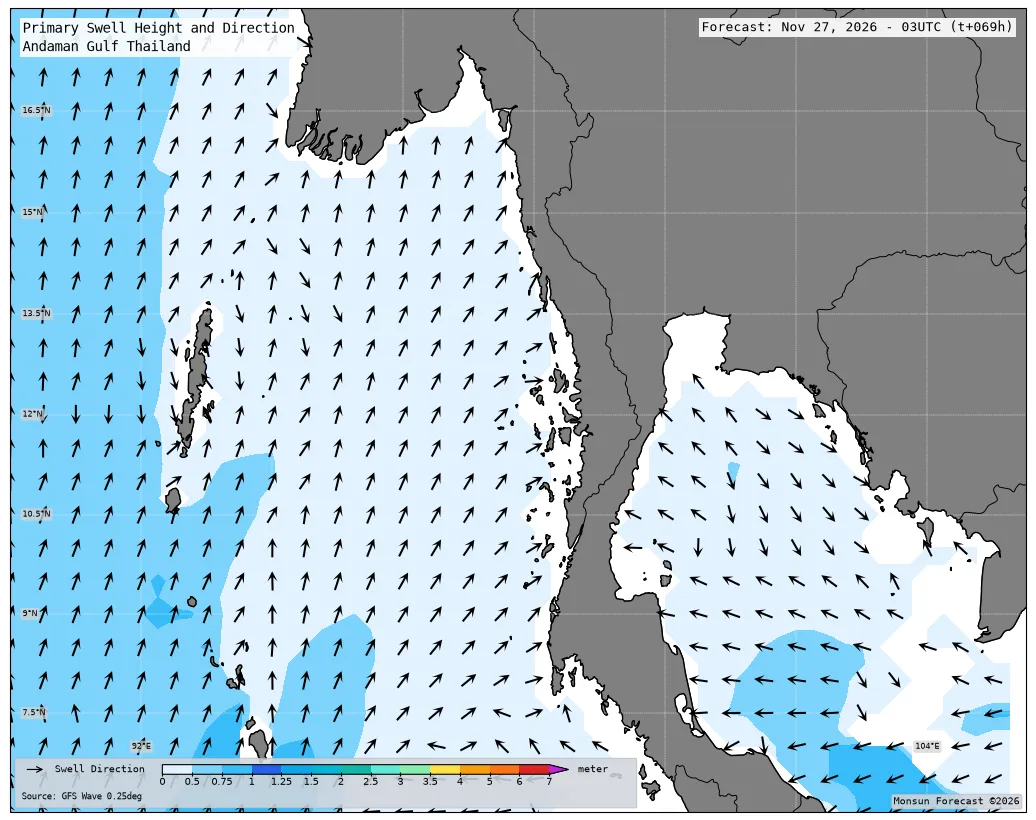 Primary Swell Height and Direction
Andaman Gulf Thailand
Forecast: Nov 27, 2026 - 03UTC (t+069h)
16.5°N
15°N
13.5°N
12°N
10.5°N
9°N
7.5°N
92°E
104°E
Swell Direction
0 0.5 0.75 1 1.25 1.5 2 2.5 3 3.5 4 5 6 7
meter
Source: GFS Wave 0.25deg
Monsun Forecast ©2026